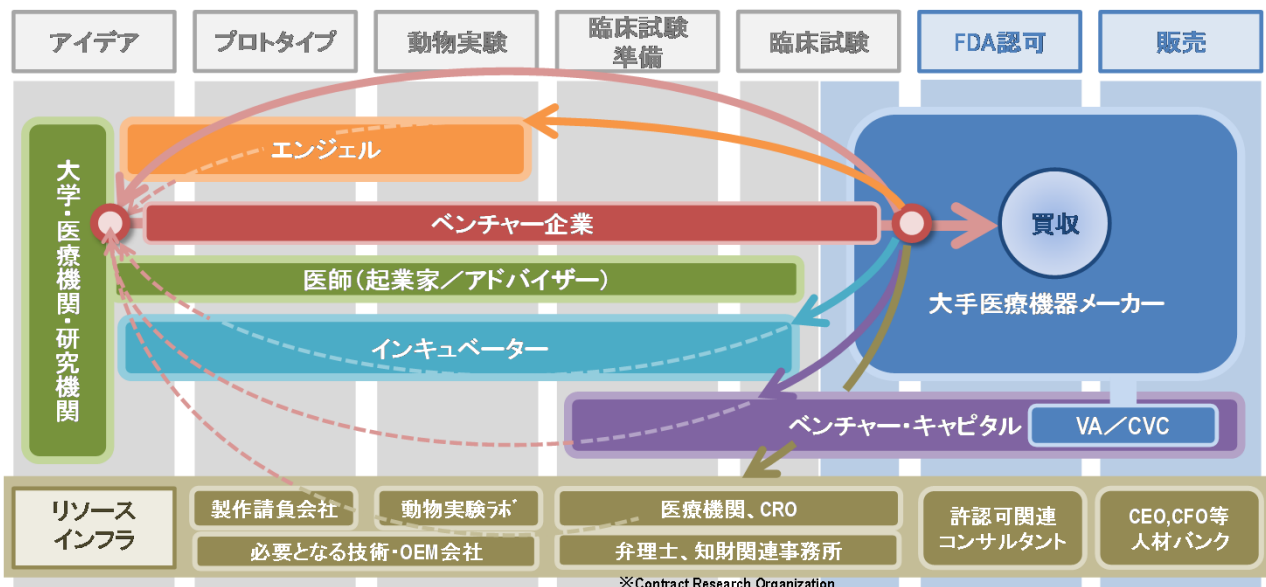 アイデア
プロトタイプ
動物実験
臨床試験
準備
臨床試験
FDA認可
販売
大学・医療機関・研究機関
エンジェル
ベンチャー企業
医師（起業家／アドバイザー）
インキュベーター
買収
大手医療機器メーカー
ベンチャー・キャピタル
VA／CVC
リソース
インフラ
製作請負会社
動物実験ﾗﾎﾞ
医療機関、CRO
必要となる技術・OEM会社
弁理士、知財関連事務所
許認可関連
コンサルタント
CEO,CFO等
人材バンク
※Contract Research Organization